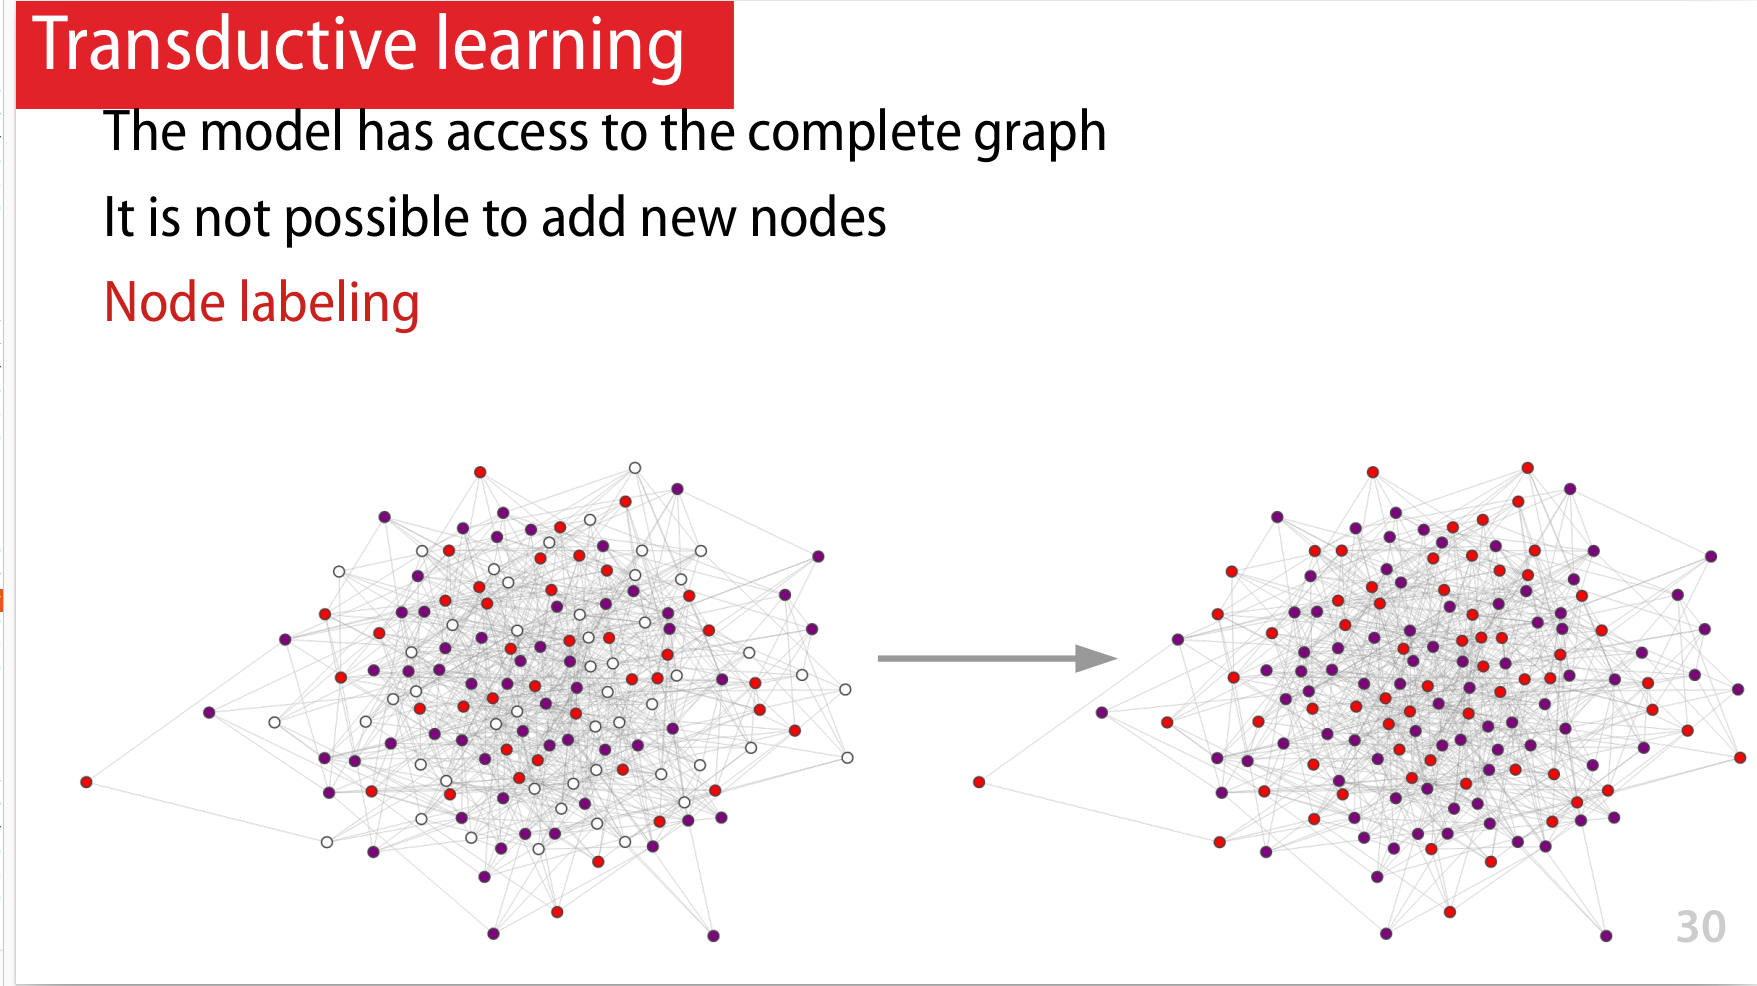 Transductive learning
The model has access to the complete graph
It is not possible to add new nodes
Node labeling
30